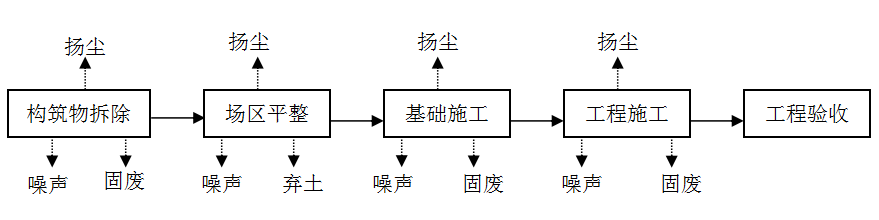 扬尘 扬尘 扬尘 扬尘
构筑物拆除 场区平整 基础施工 工程施工 工程验收
噪声 固废 噪声 弃土 噪声 固废 噪声 固废